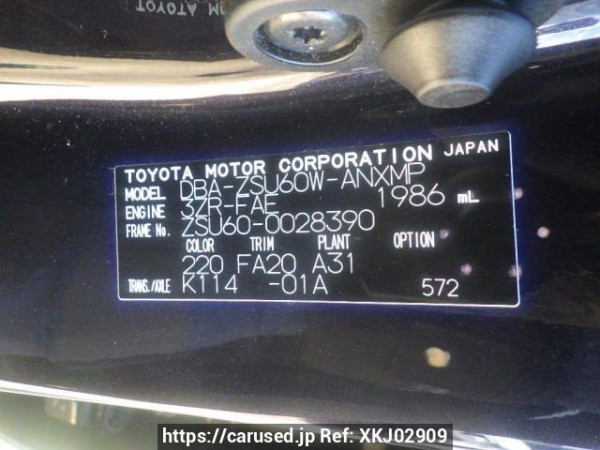 TOYOTA MOTOR CORPORATION JAPAN
MODEL DBA-ZSU60W-ANXMP
ENGINE 3ZR-FAE 1986 mL
FRAME No. ZSU60-0028390
COLOR TRIM PLANT OPTION
220 FA20 A31
TRANS./AXLE K114 -01A 572
https://carused.jp Ref: XKJ02909